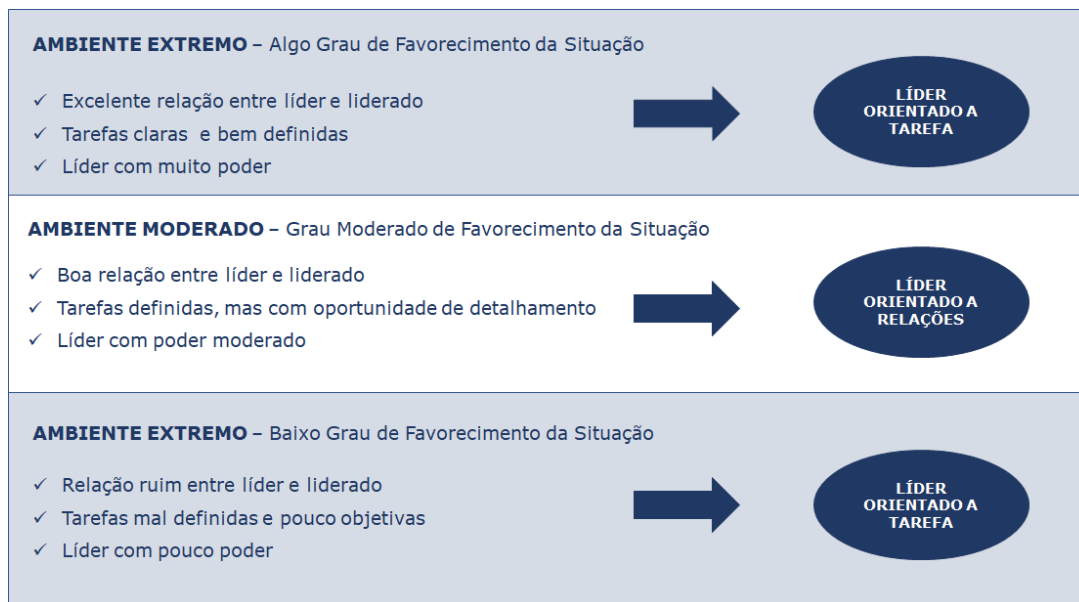 AMBIENTE EXTREMO – Algo Grau de Favorecimento da Situação
✓ Excelente relação entre líder e liderado
✓ Tarefas claras e bem definidas
✓ Líder com muito poder
LÍDER
ORIENTADO A
TAREFA
AMBIENTE MODERADO – Grau Moderado de Favorecimento da Situação
✓ Boa relação entre líder e liderado
✓ Tarefas definidas, mas com oportunidade de detalhamento
✓ Líder com poder moderado
LÍDER
ORIENTADO A
RELAÇÕES
AMBIENTE EXTREMO – Baixo Grau de Favorecimento da Situação
✓ Relação ruim entre líder e liderado
✓ Tarefas mal definidas e pouco objetivas
✓ Líder com pouco poder
LÍDER
ORIENTADO A
TAREFA